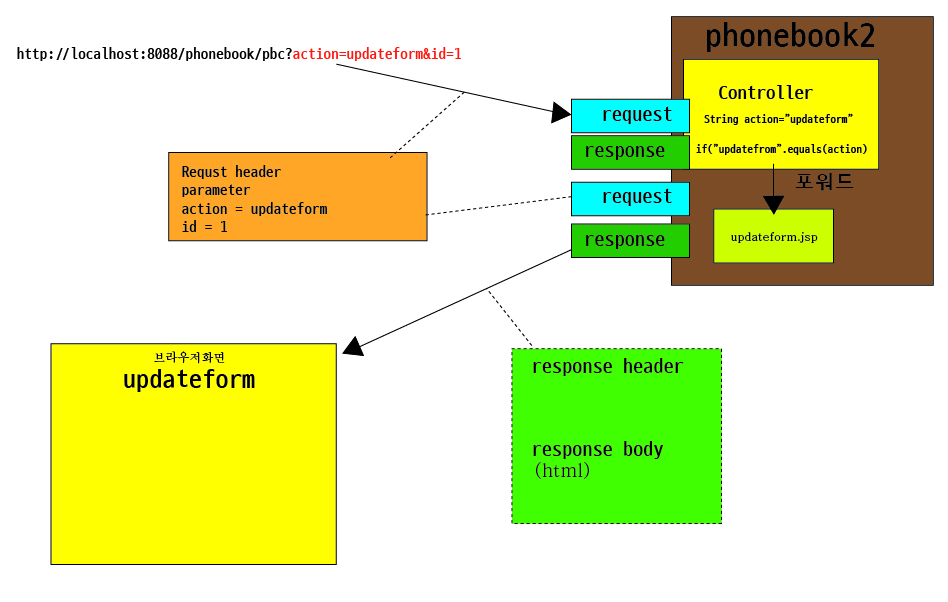 http://localhost:8088/phonebook/pbc?action=updateform&id=1
phonebook2
Controller
String action="updateform"
if("updatefrom".equals(action)
request
response
포워드
request
response
updateform.jsp
Requst header
parameter
action = updateform
id = 1
브라우저화면
updateform
response header
response body
(html)